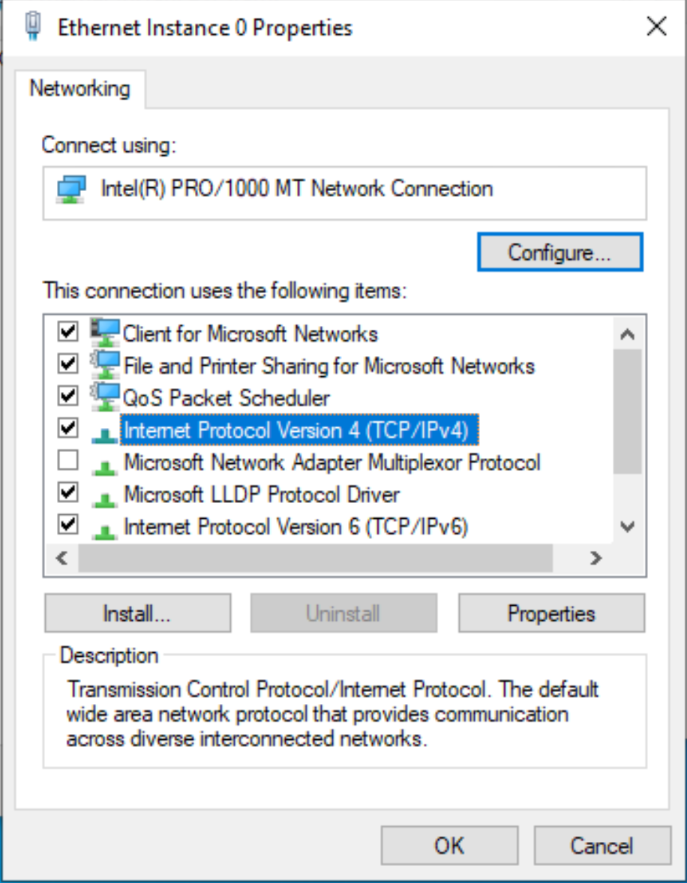 Ethernet Instance 0 Properties
Networking
Connect using:
Intel(R) PRO/1000 MT Network Connection
Configure...
This connection uses the following items:
Client for Microsoft Networks
File and Printer Sharing for Microsoft Networks
QoS Packet Scheduler
Internet Protocol Version 4 (TCP/IPv4)
Microsoft Network Adapter Multiplexor Protocol
Microsoft LLDP Protocol Driver
Internet Protocol Version 6 (TCP/IPv6)
Install...
Uninstall
Properties
Description
Transmission Control Protocol/Internet Protocol. The default
wide area network protocol that provides communication
across diverse interconnected networks.
OK
Cancel